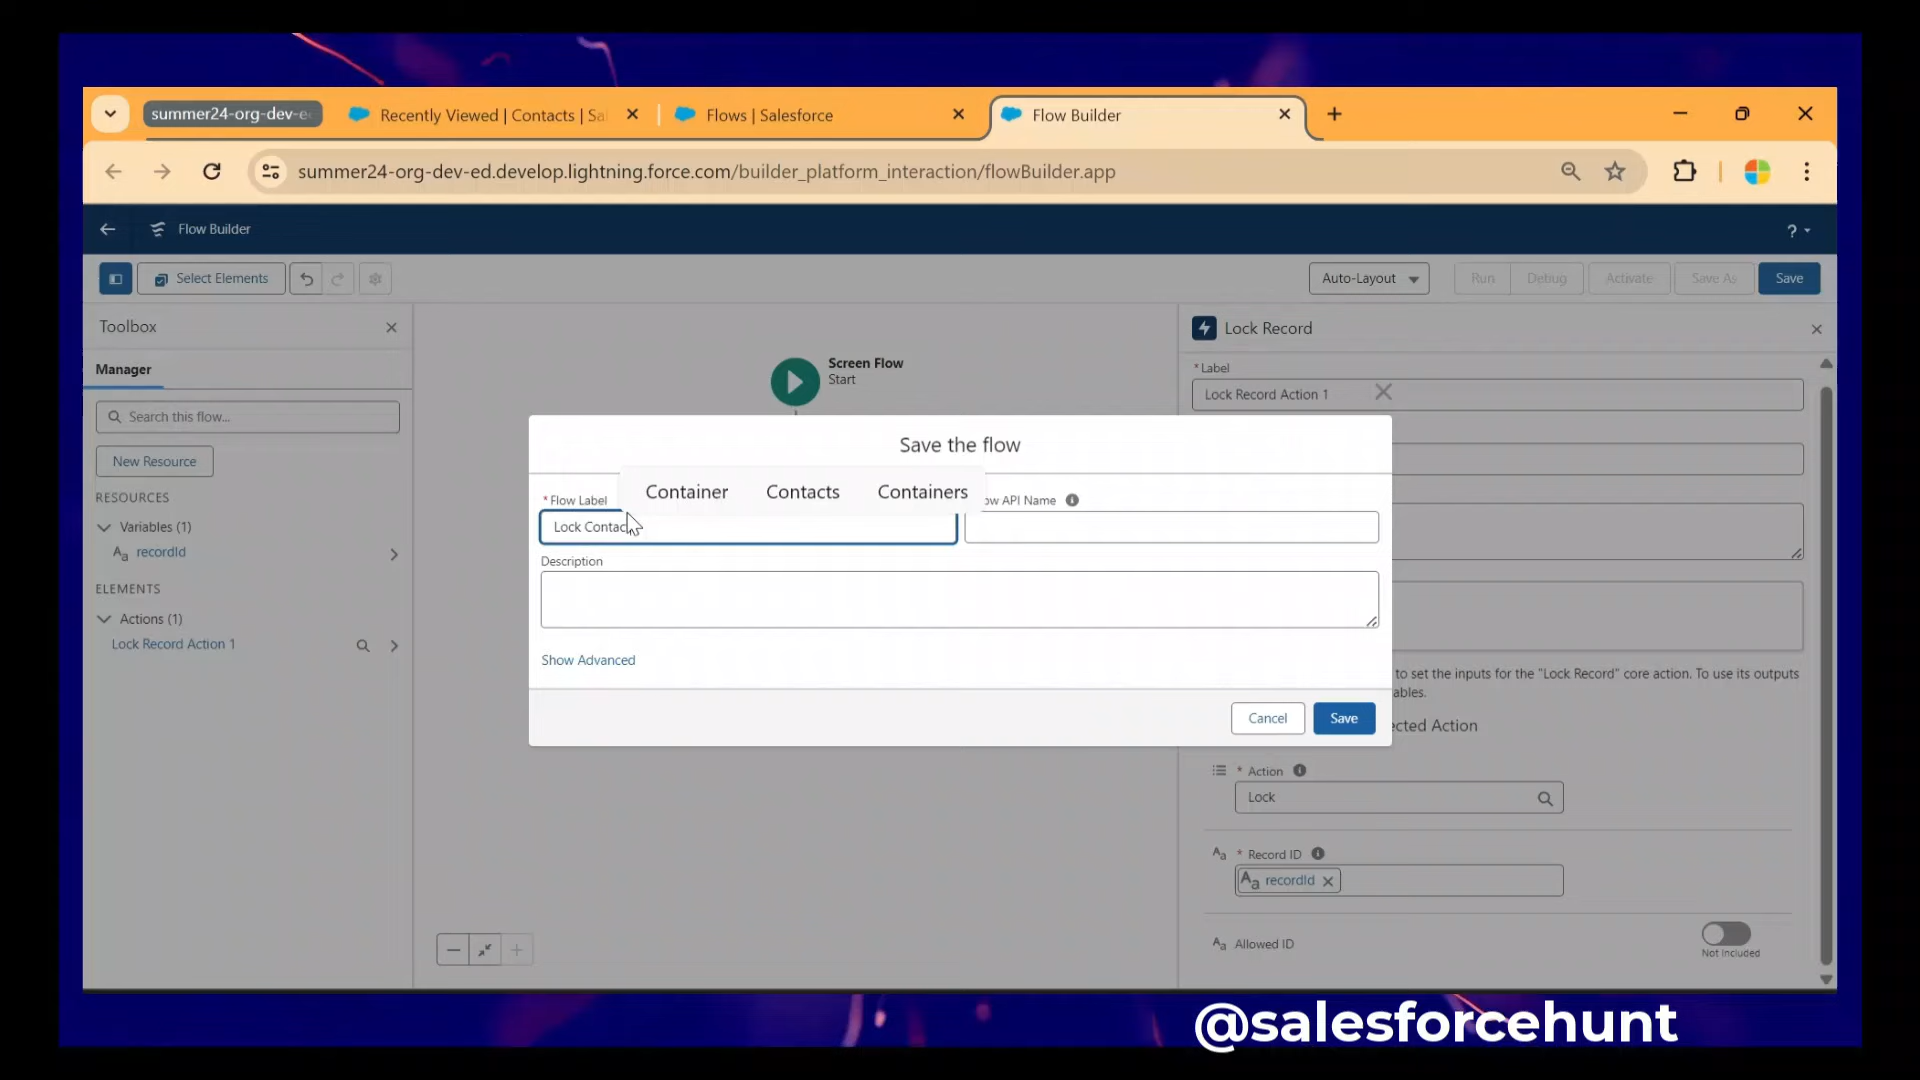 summer24-org-dev-e
Recently Viewed | Contacts | Sa
Flows | Salesforce
Flow Builder
summer24-org-dev-ed.develop.lightning.force.com/builder_platform_interaction/flowBuilder.app
Flow Builder
?
Select Elements
Auto-Layout
Run
Debug
Activate
Save As
Save
Toolbox
Manager
Search this flow...
New Resource
RESOURCES
Variables (1)
Aa recordId
ELEMENTS
Actions (1)
Lock Record Action 1
Screen Flow
Start
Lock Record
* Label
Lock Record Action 1
Save the flow
Container Contacts Containers
* Flow Label
ow API Name
Lock Contac
Description
Show Advanced
Cancel
Save
to set the inputs for the "Lock Record" core action. To use its outputs
ables.
cted Action
* Action
Lock
Aa * Record ID
Aa recordId
Aa Allowed ID
Not Included
@salesforcehunt